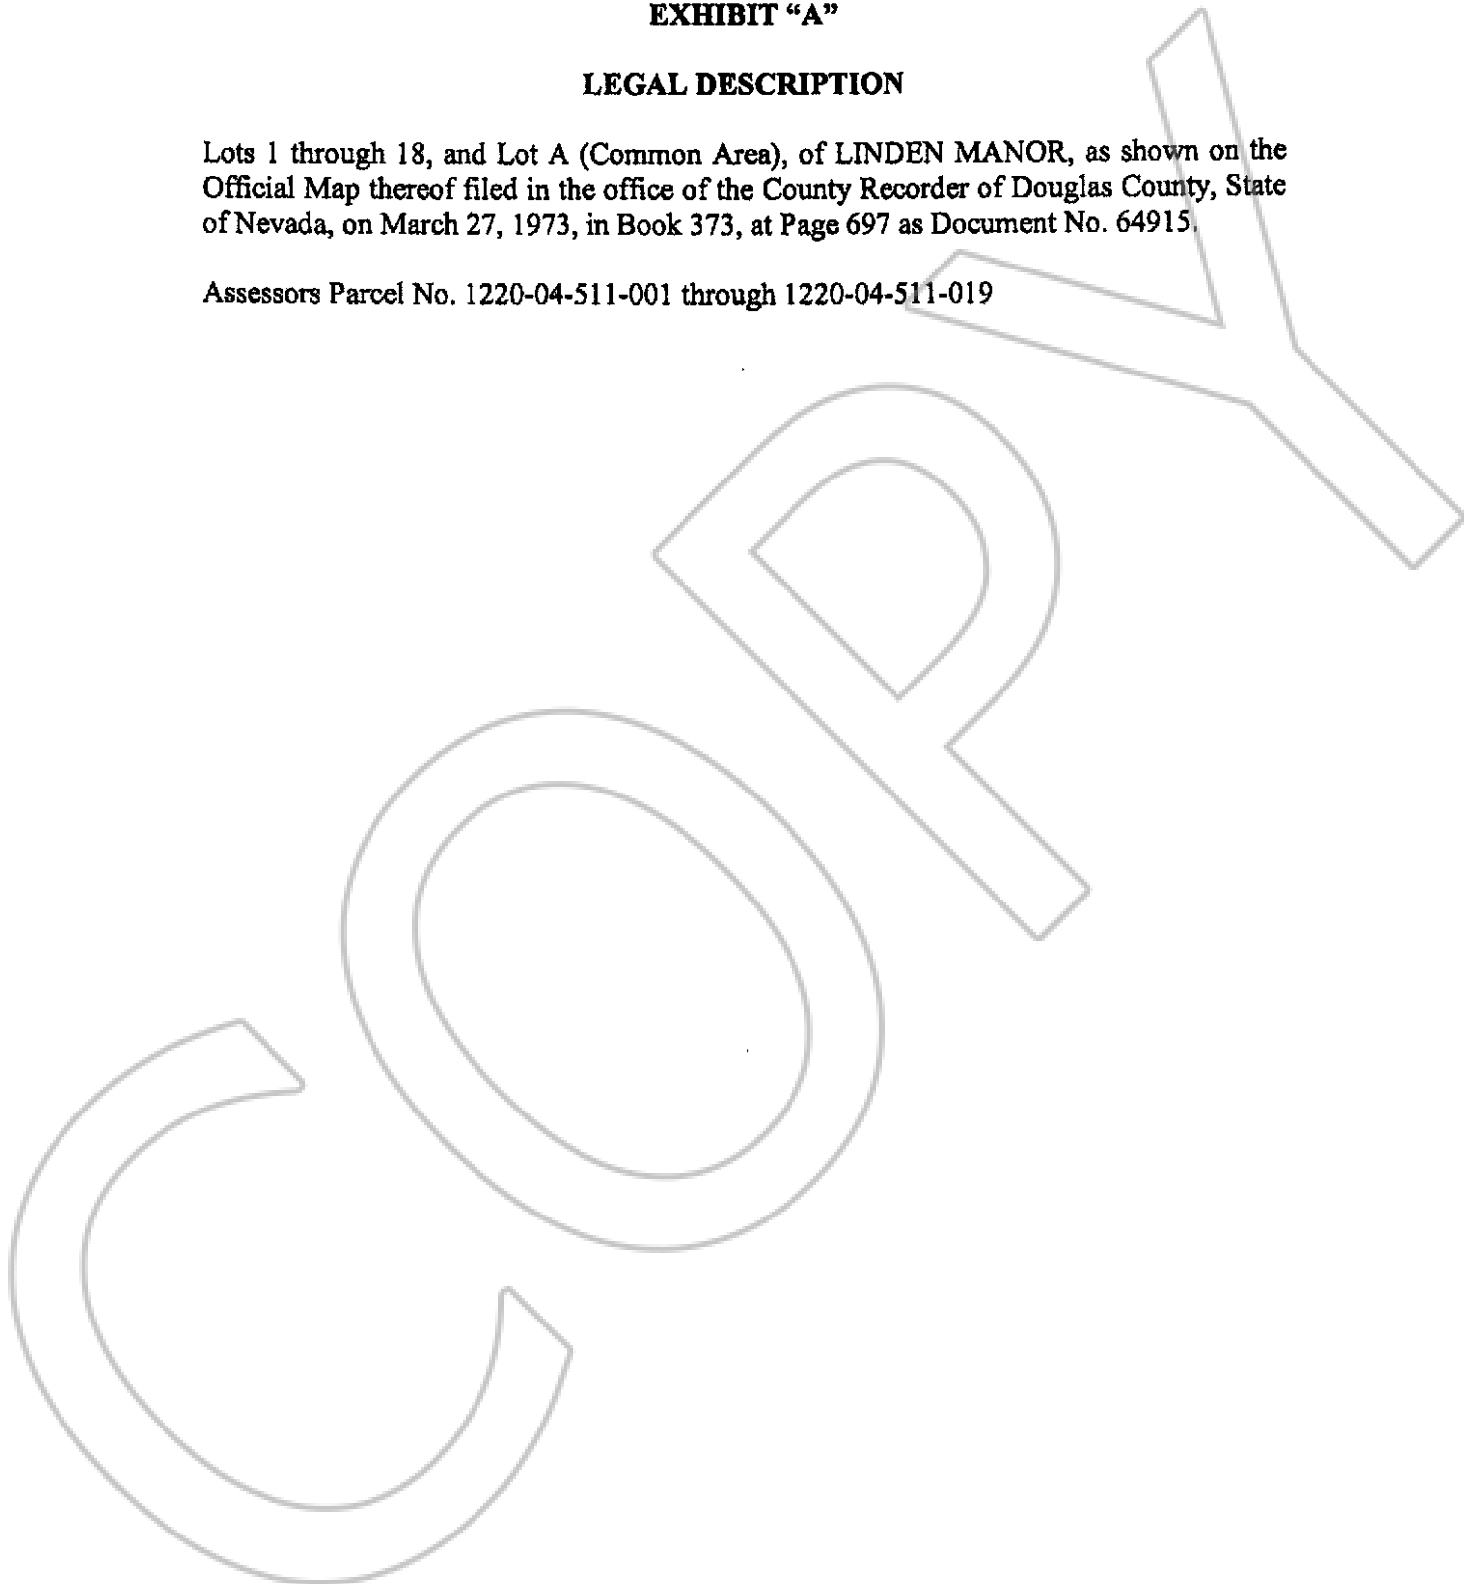 EXHIBIT “A”
LEGAL DESCRIPTION
Lots 1 through 18, and Lot A (Common Area), of LINDEN MANOR, as shown on the
Official Map thereof filed in the office of the County Recorder of Douglas County, State
of Nevada, on March 27, 1973, in Book 373, at Page 697 as Document No. 64915.
Assessors Parcel No. 1220-04-511-001 through 1220-04-511-019
COPY